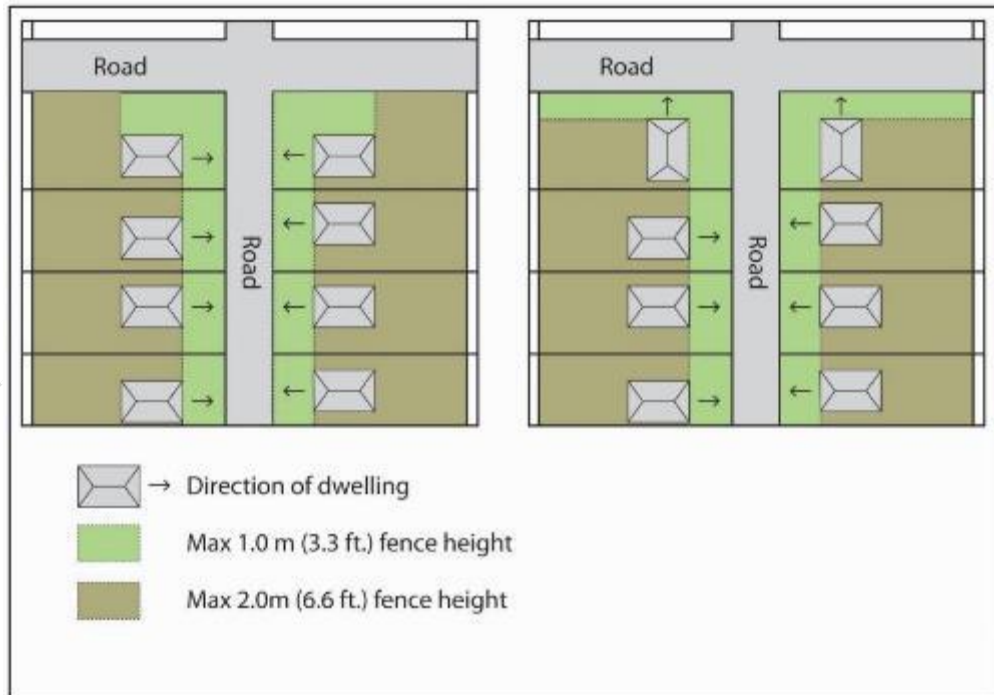 Road
Road
Road
Road
→ Direction of dwelling
Max 1.0 m (3.3 ft.) fence height
Max 2.0m (6.6 ft.) fence height